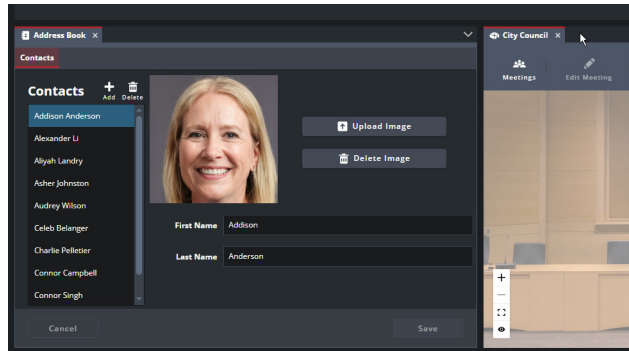 Address Book ×
City Council ×
Contacts
Contacts
Add
Delete
Addison Anderson
Alexander Li
Aliyah Landry
Asher Johnston
Audrey Wilson
Celeb Belanger
Charlie Pelletier
Connor Campbell
Connor Singh
Upload Image
Delete Image
First Name Addison
Last Name Anderson
Cancel
Save
Meetings
Edit Meeting